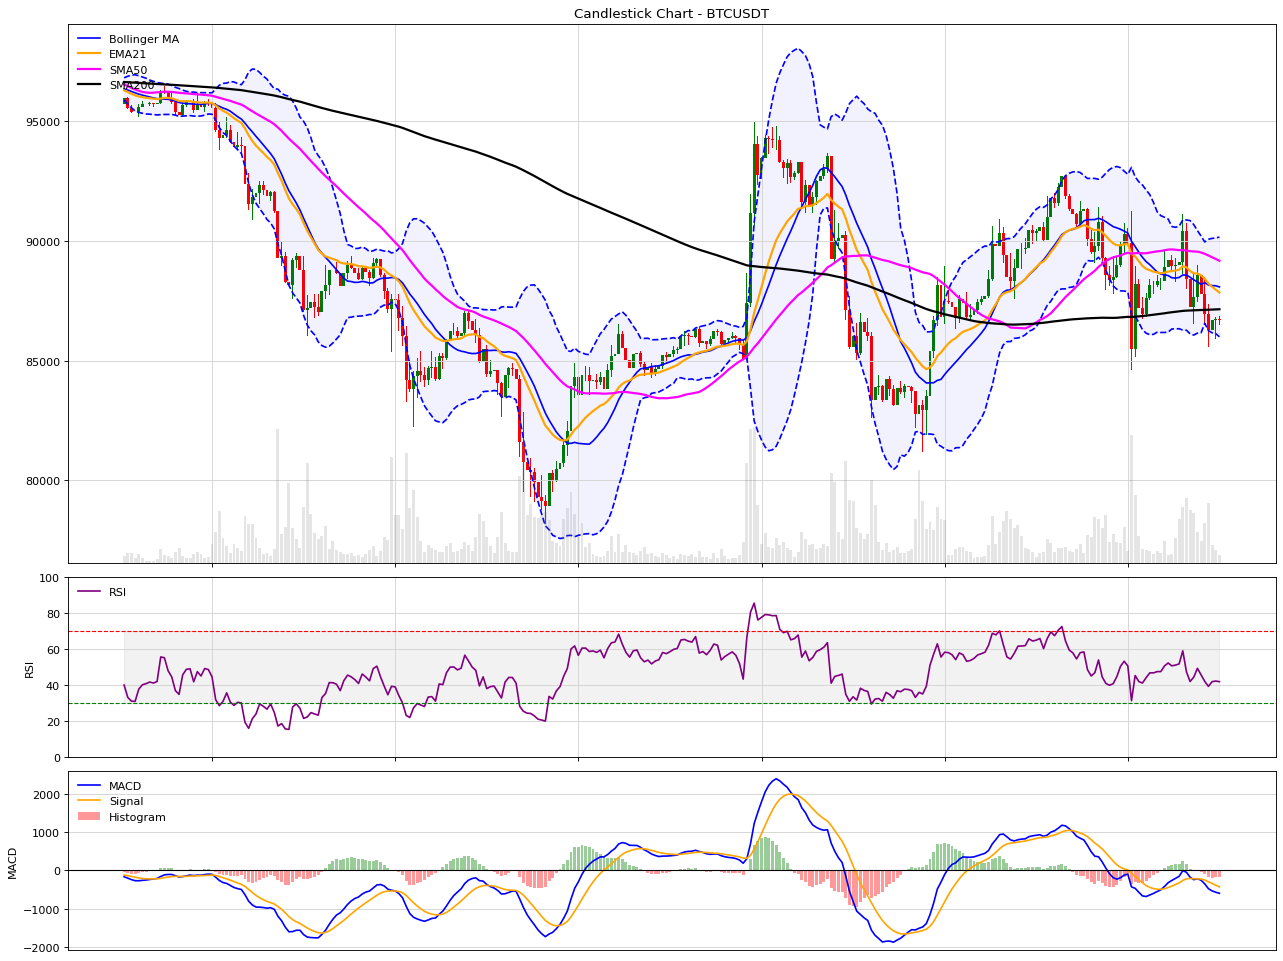 Candlestick Chart - BTCUSDT
Bollinger MA
EMA21
SMA50
SMA200
95000
90000
85000
80000
RSI
100
80
60
40
20
0
RSI
MACD
Signal
Histogram
2000
1000
0
−1000
−2000
MACD